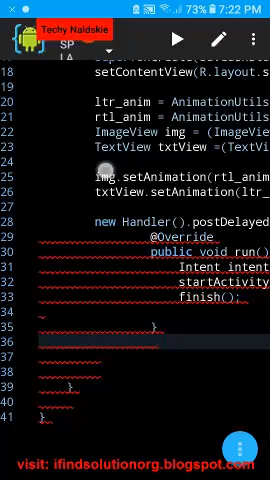 73% 7:22 PM
Techy Naldskie
SP
LA
18 setContentView(R.layout.s
19
20 ltr_anim = AnimationUtils
21 rtl_anim = AnimationUtils
22 ImageView img = (ImageView
23 TextView txtView =(TextVi
24
25 img.setAnimation(rtl_anim
26 txtView.setAnimation(ltr_
27
28 new Handler().postDelayed
29 @Override
30 public void run()
31 Intent intent
32 startActivity
33 finish();
34
35 }
36
37
38
39 }
40
41 }
visit: ifindsolutionorg.blogspot.com